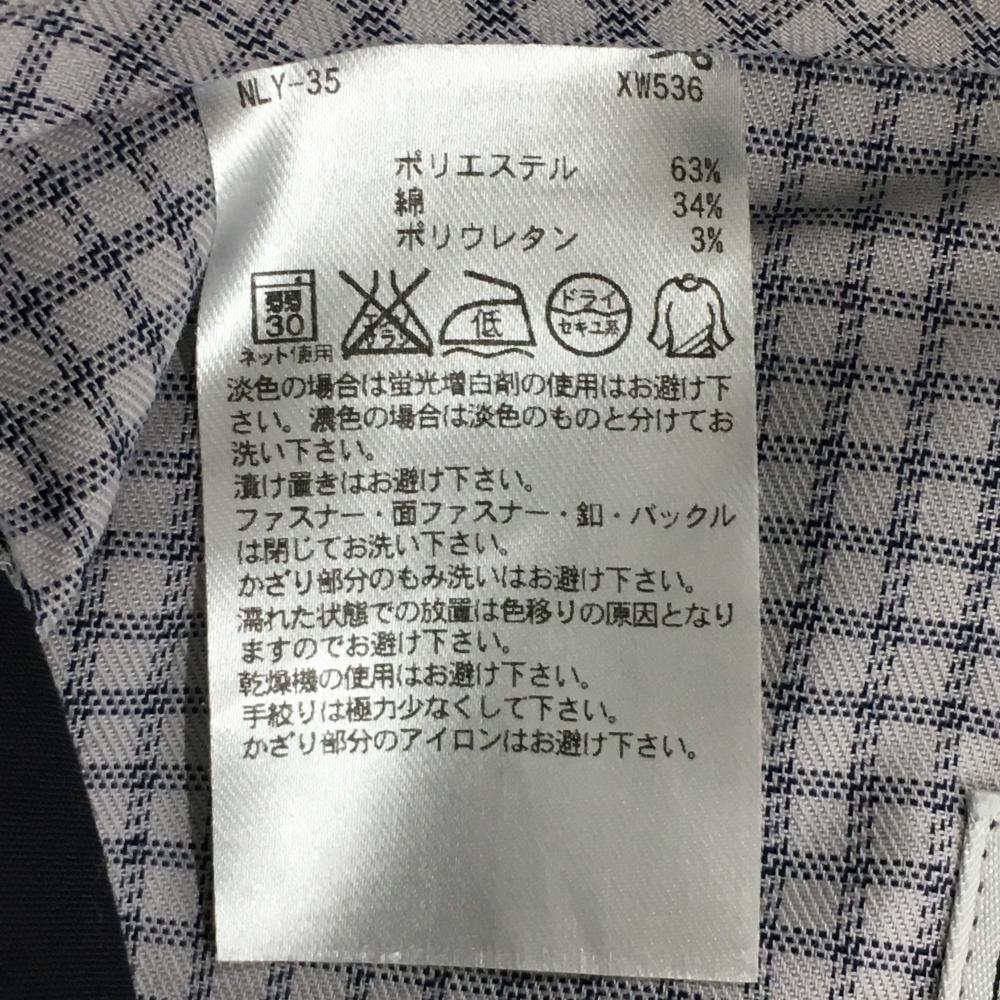 NLY-35 XW536
ポリエステル 63%
綿 34%
ポリウレタン 3%
弱 30 低 ドライ セキユ系
ネット使用
淡色の場合は蛍光増白剤の使用はお避け下
さい。濃色の場合は淡色のものと分けてお
洗い下さい。
漬け置きはお避け下さい。
ファスナー・面ファスナー・釦・バックル
は閉じてお洗い下さい。
かざり部分のもみ洗いはお避け下さい。
濡れた状態での放置は色移りの原因となり
ますのでお避け下さい。
乾燥機の使用はお避け下さい。
手絞りは極力少なくして下さい。
かざり部分のアイロンはお避け下さい。